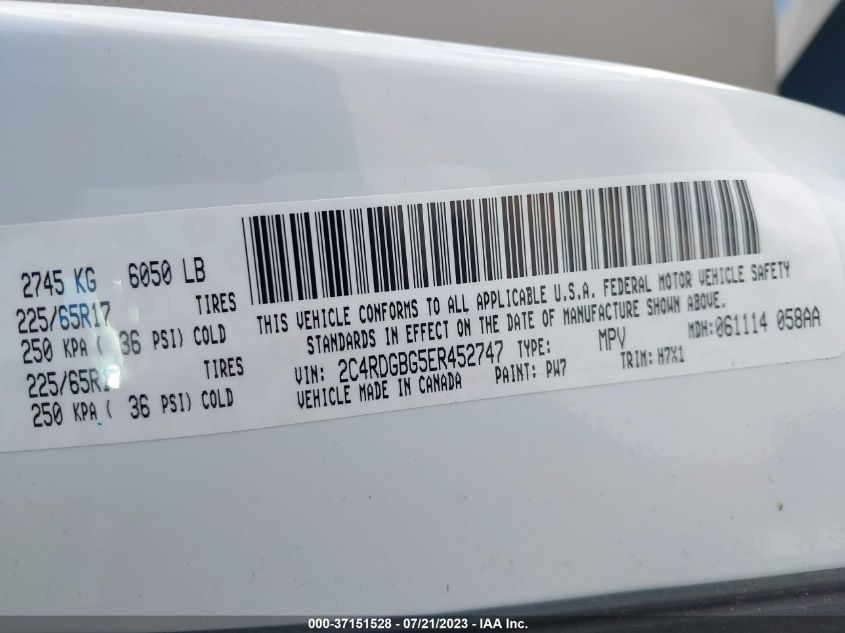 2745 KG 6050 LB
225/65R17 TIRES
250 KPA ( 36 PSI) COLD
225/65R1 TIRES
250 KPA ( 36 PSI) COLD
THIS VEHICLE CONFORMS TO ALL APPLICABLE U.S.A. FEDERAL MOTOR VEHICLE SAFETY
STANDARDS IN EFFECT ON THE DATE OF MANUFACTURE SHOWN ABOVE.
VIN: 2C4RDGBG5ER452747 TYPE: MPV MDH:061114 058AA
VEHICLE MADE IN CANADA PAINT: PW7 TRIM: H7X1
000-37151528 - 07/21/2023 - IAA Inc.